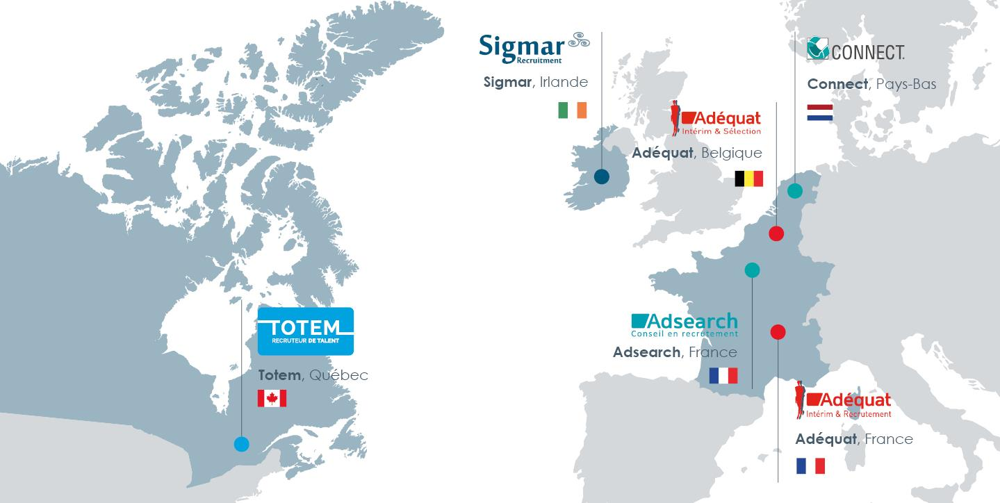 Sigmar
Recruitment
Sigmar, Irlande
CONNECT.
Connect, Pays-Bas
Adéquat
Intérim & Sélection
Adéquat, Belgique
TOTEM
RECRUTEUR DE TALENT
Totem, Québec
Adsearch
Conseil en recrutement
Adsearch, France
Adéquat
Intérim & Recrutement
Adéquat, France